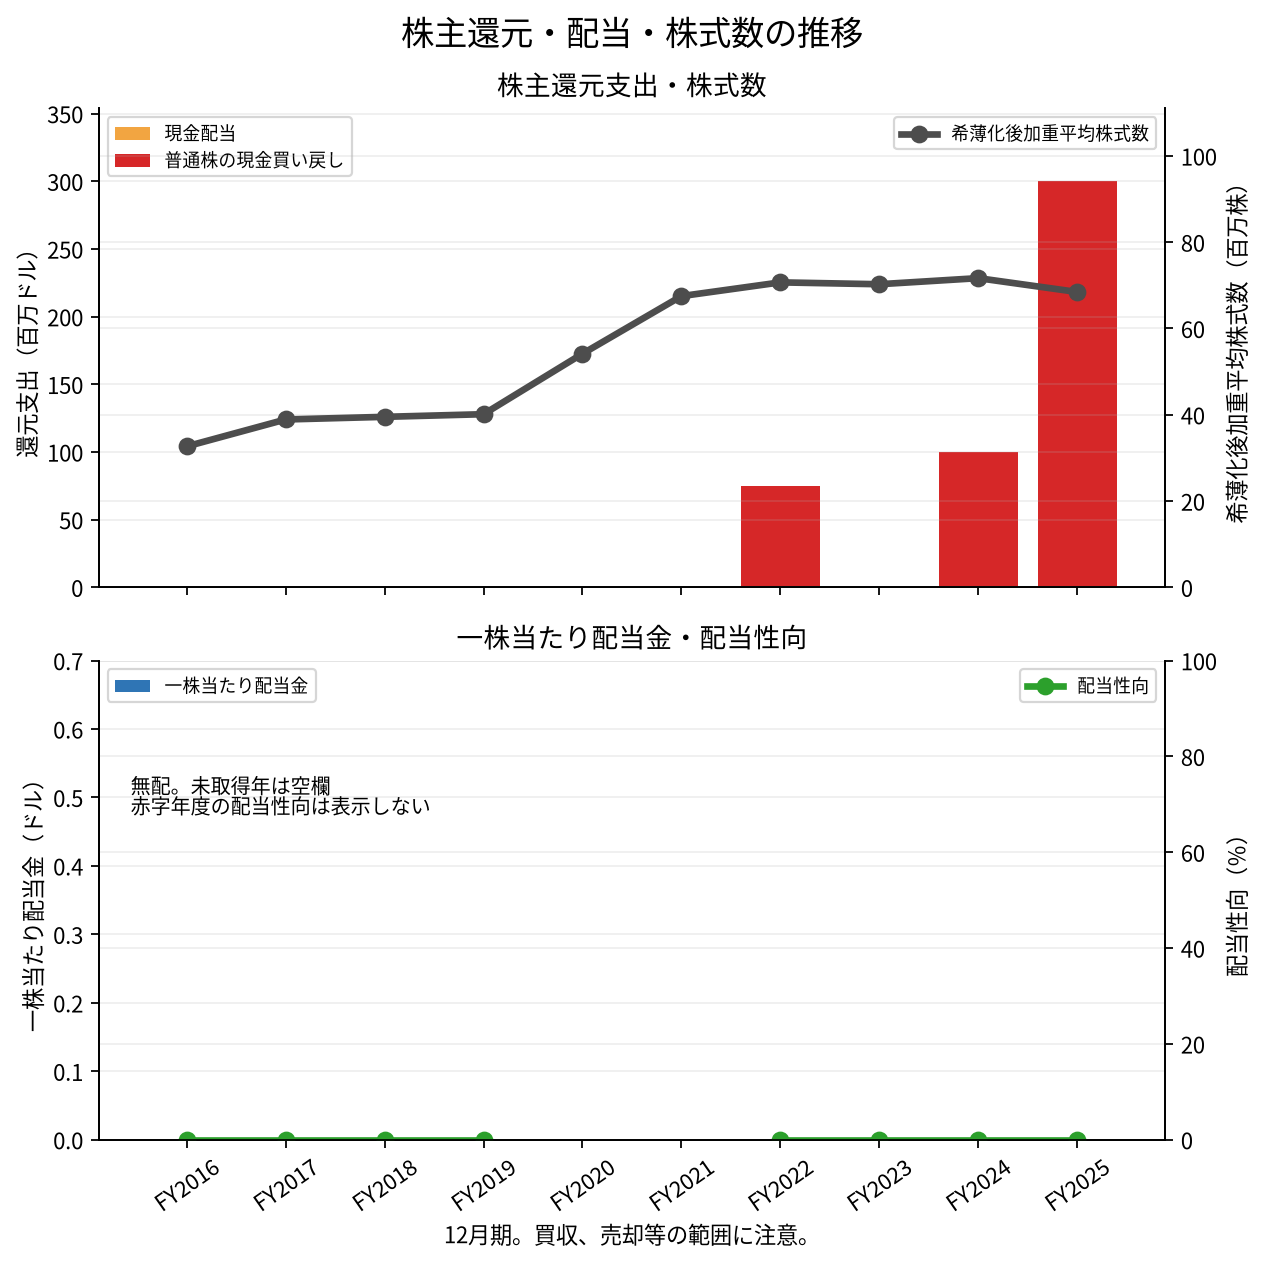 株主還元・配当・株式数の推移
株主還元支出・株式数
現金配当
普通株の現金買い戻し
希薄化後加重平均株式数
還元支出（百万ドル）
350
300
250
200
150
100
50
0
100
80
60
40
20
0
希薄化後加重平均株式数（百万株）
一株当たり配当金・配当性向
一株当たり配当金
配当性向
無配。未取得年は空欄
赤字年度の配当性向は表示しない
一株当たり配当金（ドル）
0.7
0.6
0.5
0.4
0.3
0.2
0.1
0.0
100
80
60
40
20
0
配当性向（%）
FY2016
FY2017
FY2018
FY2019
FY2020
FY2021
FY2022
FY2023
FY2024
FY2025
12月期。買収、売却等の範囲に注意。